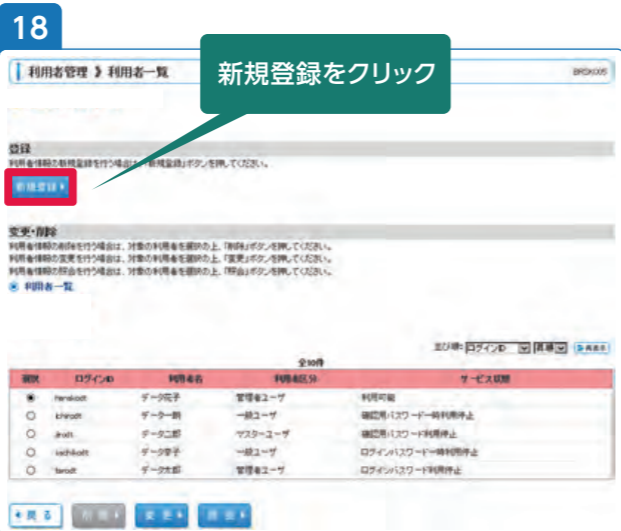 18
利用者管理 》利用者一覧
新規登録をクリック
登録
利用者情報の新規登録を行う場合は、「新規登録」ボタンを押してください。
新規登録
変更・削除
利用者情報の削除を行う場合は、対象の利用者を選択の上、「削除」ボタンを押してください。
利用者情報の変更を行う場合は、対象の利用者を選択の上、「変更」ボタンを押してください。
利用者情報の照会を行う場合は、対象の利用者を選択の上、「照会」ボタンを押してください。
利用者一覧
並び順: ログインID 昇順 再表示
全10件
選択 ログインID 利用者名 利用者区分 サービス状態
データ花子 管理者ユーザ 利用可能
データ一朗 一般ユーザ 確認用パスワード一時利用停止
データ二郎 マスターユーザ 確認用パスワード利用停止
データ幸子 一般ユーザ ログインパスワード一時利用停止
データ太郎 管理者ユーザ ログインパスワード利用停止
戻る 削除 変更 照会